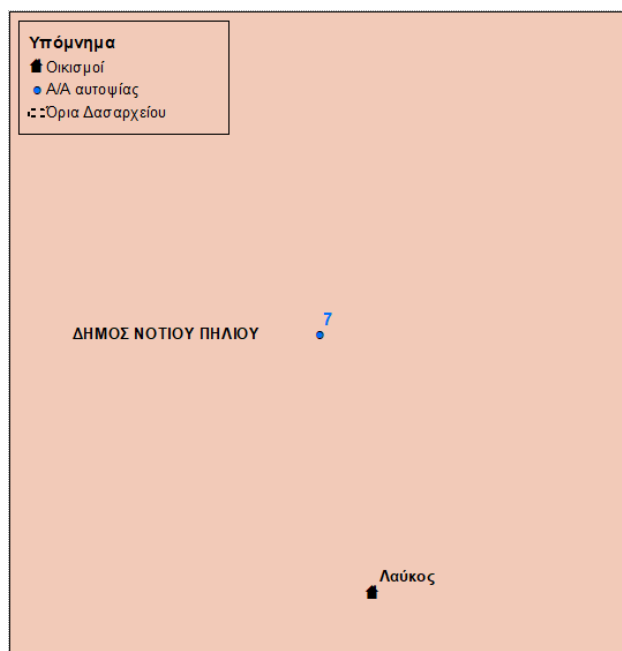 Υπόμνημα
Οικισμοί
Α/Α αυτοψίας
Όρια Δασαρχείου
7
ΔΗΜΟΣ ΝΟΤΙΟΥ ΠΗΛΙΟΥ
Λαύκος